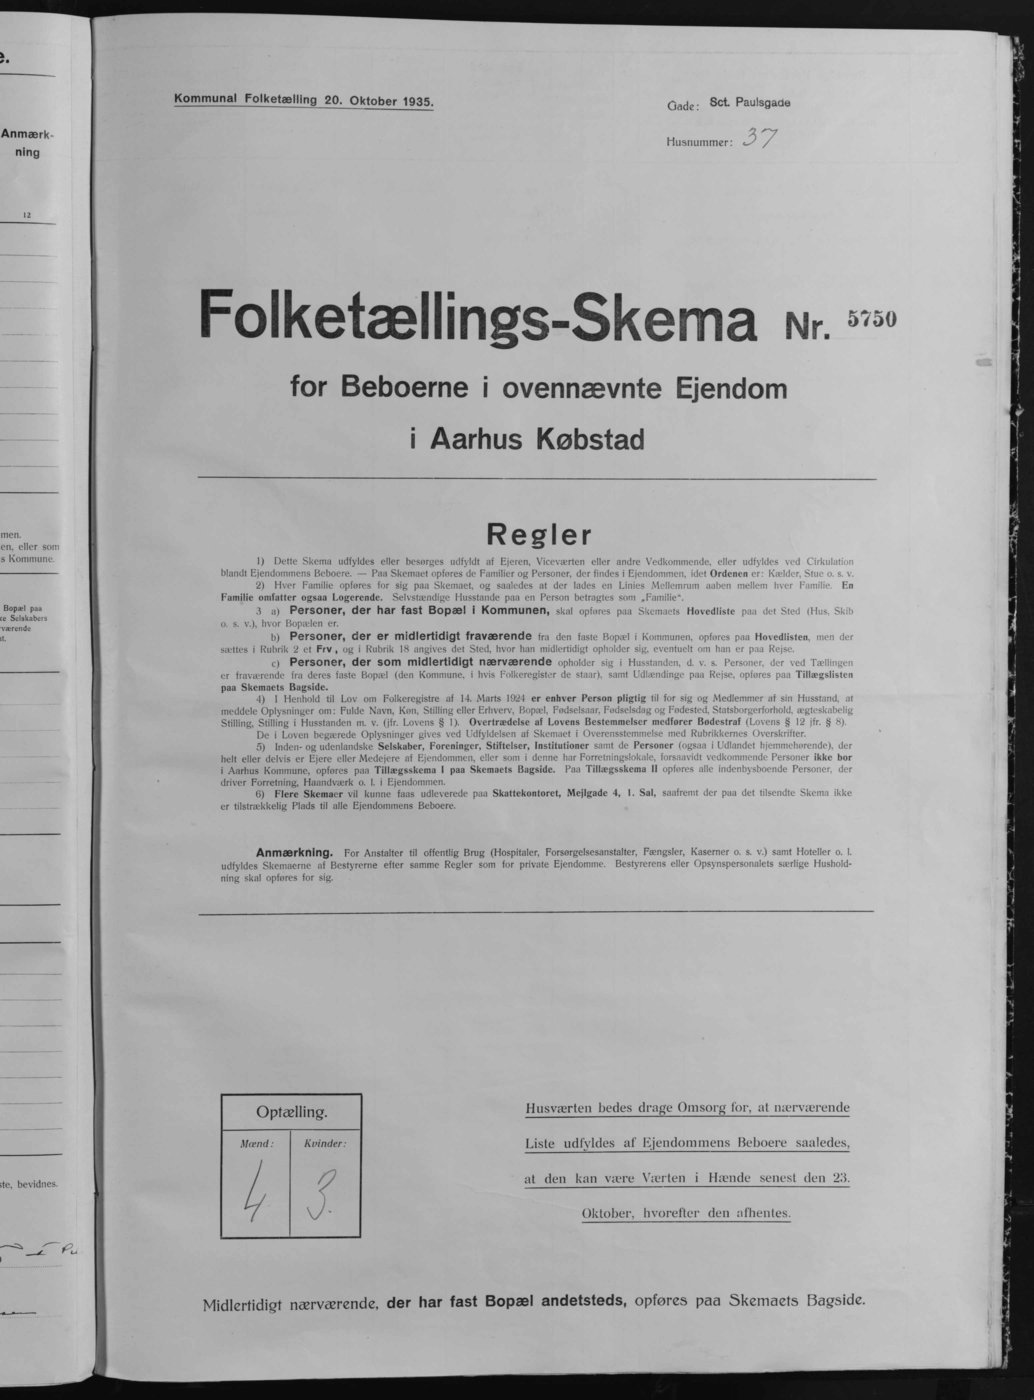 e.
Anmærk-
ning
12
men.
en, eller som
s Kommune.
Bopæl paa
ke Selskabers
værende
t.
ste, bevidnes.
Kommunal Folketælling 20. Oktober 1935.
Gade: Sct. Paulsgade
Husnummer: 37
Folketællings-Skema Nr. 5750
for Beboerne i ovennævnte Ejendom
i Aarhus Købstad
Regler
1) Dette Skema udfyldes eller besørges udfyldt af Ejeren, Viceværten eller andre Vedkommende, eller udfyldes ved Cirkulation
blandt Ejendommens Beboere. — Paa Skemaet opføres de Familier og Personer, der findes i Ejendommen, idet Ordenen er: Kælder, Stue o. s. v.
2) Hver Familie opføres for sig paa Skemaet, og saaledes at der lades en Linies Mellemrum aaben mellem hver Familie. En
Familie omfatter ogsaa Logerende. Selvstændige Husstande paa en Person betragtes som „Familie“.
3 a) Personer, der har fast Bopæl i Kommunen, skal opføres paa Skemaets Hovedliste paa det Sted (Hus, Skib
o. s. v.), hvor Bopælen er.
b) Personer, der er midlertidigt fraværende fra den faste Bopæl i Kommunen, opføres paa Hovedlisten, men der
sættes i Rubrik 2 et Frv., og i Rubrik 18 angives det Sted, hvor han midlertidigt opholder sig, eventuelt om han er paa Rejse.
c) Personer, der som midlertidigt nærværende opholder sig i Husstanden, d. v. s. Personer, der ved Tællingen
er fraværende fra deres faste Bopæl (den Kommune, i hvis Folkeregister de staar), samt Udlændinge paa Rejse, opføres paa Tillægslisten
paa Skemaets Bagside.
4) I Henhold til Lov om Folkeregistre af 14. Marts 1924 er enhver Person pligtig til for sig og Medlemmer af sin Husstand, at
meddele Oplysninger om: Fulde Navn, Køn, Stilling eller Erhverv, Bopæl, Fødselsaar, Fødselsdag og Fødested, Statsborgerforhold, ægteskabelig
Stilling, Stilling i Husstanden m. v. (jfr. Lovens § 1). Overtrædelse af Lovens Bestemmelser medfører Bødestraf (Lovens § 12 jfr. § 8).
De i Loven begærede Oplysninger gives ved Udfyldelsen af Skemaet i Overensstemmelse med Rubrikkernes Overskrifter.
5) Inden- og udenlandske Selskaber, Foreninger, Stiftelser, Institutioner samt de Personer (ogsaa i Udlandet hjemmehørende), der
helt eller delvis er Ejere eller Medejere af Ejendommen, eller som i denne har Forretningslokale, forsaavidt vedkommende Personer ikke bor
i Aarhus Kommune, opføres paa Tillægsskema I paa Skemaets Bagside. Paa Tillægsskema II opføres alle indenbysboende Personer, der
driver Forretning, Haandværk o. l. i Ejendommen.
6) Flere Skemaer vil kunne faas udleverede paa Skattekontoret, Mejlgade 4, 1. Sal, saafremt der paa det tilsendte Skema ikke
er tilstrækkelig Plads til alle Ejendommens Beboere.
Anmærkning. For Anstalter til offentlig Brug (Hospitaler, Forsørgelsesanstalter, Fængsler, Kaserner o. s. v.) samt Hoteller o. l.
udfyldes Skemaerne af Bestyrerne efter samme Regler som for private Ejendomme. Bestyrerens eller Opsynspersonalets særlige Hushold-
ning skal opføres for sig.
Optælling.
Mænd: Kvinder:
4 3.
Husværten bedes drage Omsorg for, at nærværende
Liste udfyldes af Ejendommens Beboere saaledes,
at den kan være Værten i Hænde senest den 23.
Oktober, hvorefter den afhentes.
Midlertidigt nærværende, der har fast Bopæl andetsteds, opføres paa Skemaets Bagside.